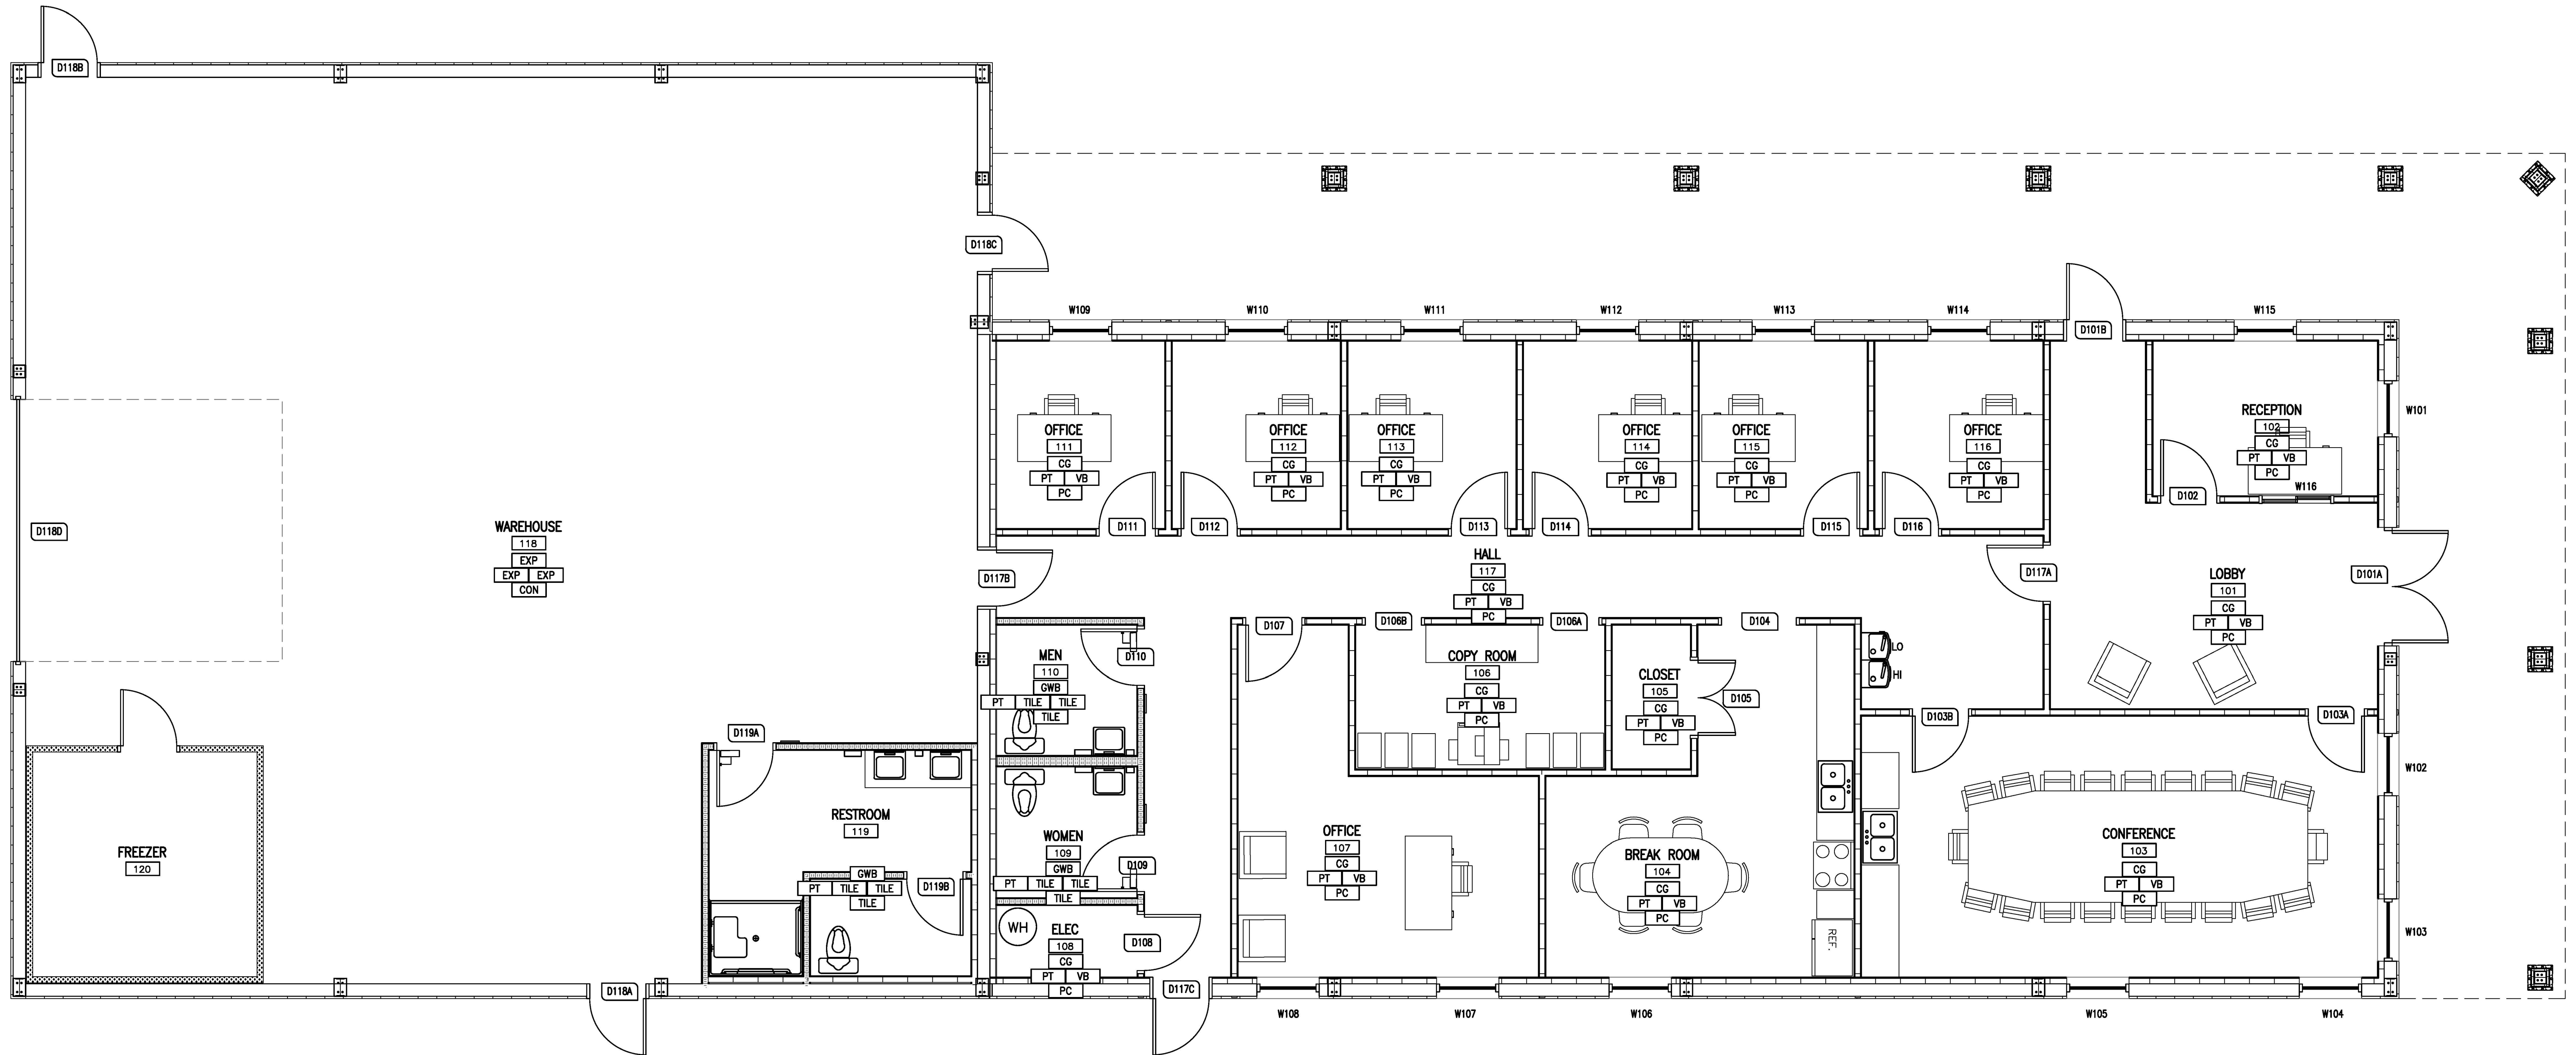 D118B
D118C
W109
W110
W111
W112
W113
W114
D101B
W115
OFFICE
111
CG
PT VB
PC
OFFICE
112
CG
PT VB
PC
OFFICE
113
CG
PT VB
PC
OFFICE
114
CG
PT VB
PC
OFFICE
115
CG
PT VB
PC
OFFICE
116
CG
PT VB
PC
RECEPTION
102
CG
PT VB
PC
W101
W116
D102
D111
D112
D113
D114
D115
D116
D118D
WAREHOUSE
118
EXP
EXP EXP
CON
D117B
HALL
117
CG
PT VB
PC
D117A
LOBBY
101
CG
PT VB
PC
D101A
D107
D106B
D106A
D104
MEN
110
GWB
PT TILE TILE
TILE
D110
COPY ROOM
106
CG
PT VB
PC
CLOSET
105
CG
PT VB
PC
D105
LO
HI
D103B
D103A
D119A
W102
RESTROOM
119
GWB
PT TILE TILE
TILE
D119B
WOMEN
109
GWB
PT TILE TILE
TILE
D109
OFFICE
107
CG
PT VB
PC
BREAK ROOM
104
CG
PT VB
PC
CONFERENCE
103
CG
PT VB
PC
FREEZER
120
WH
ELEC
108
CG
PT VB
PC
D108
REF.
W103
D118A
D117C
W108
W107
W106
W105
W104